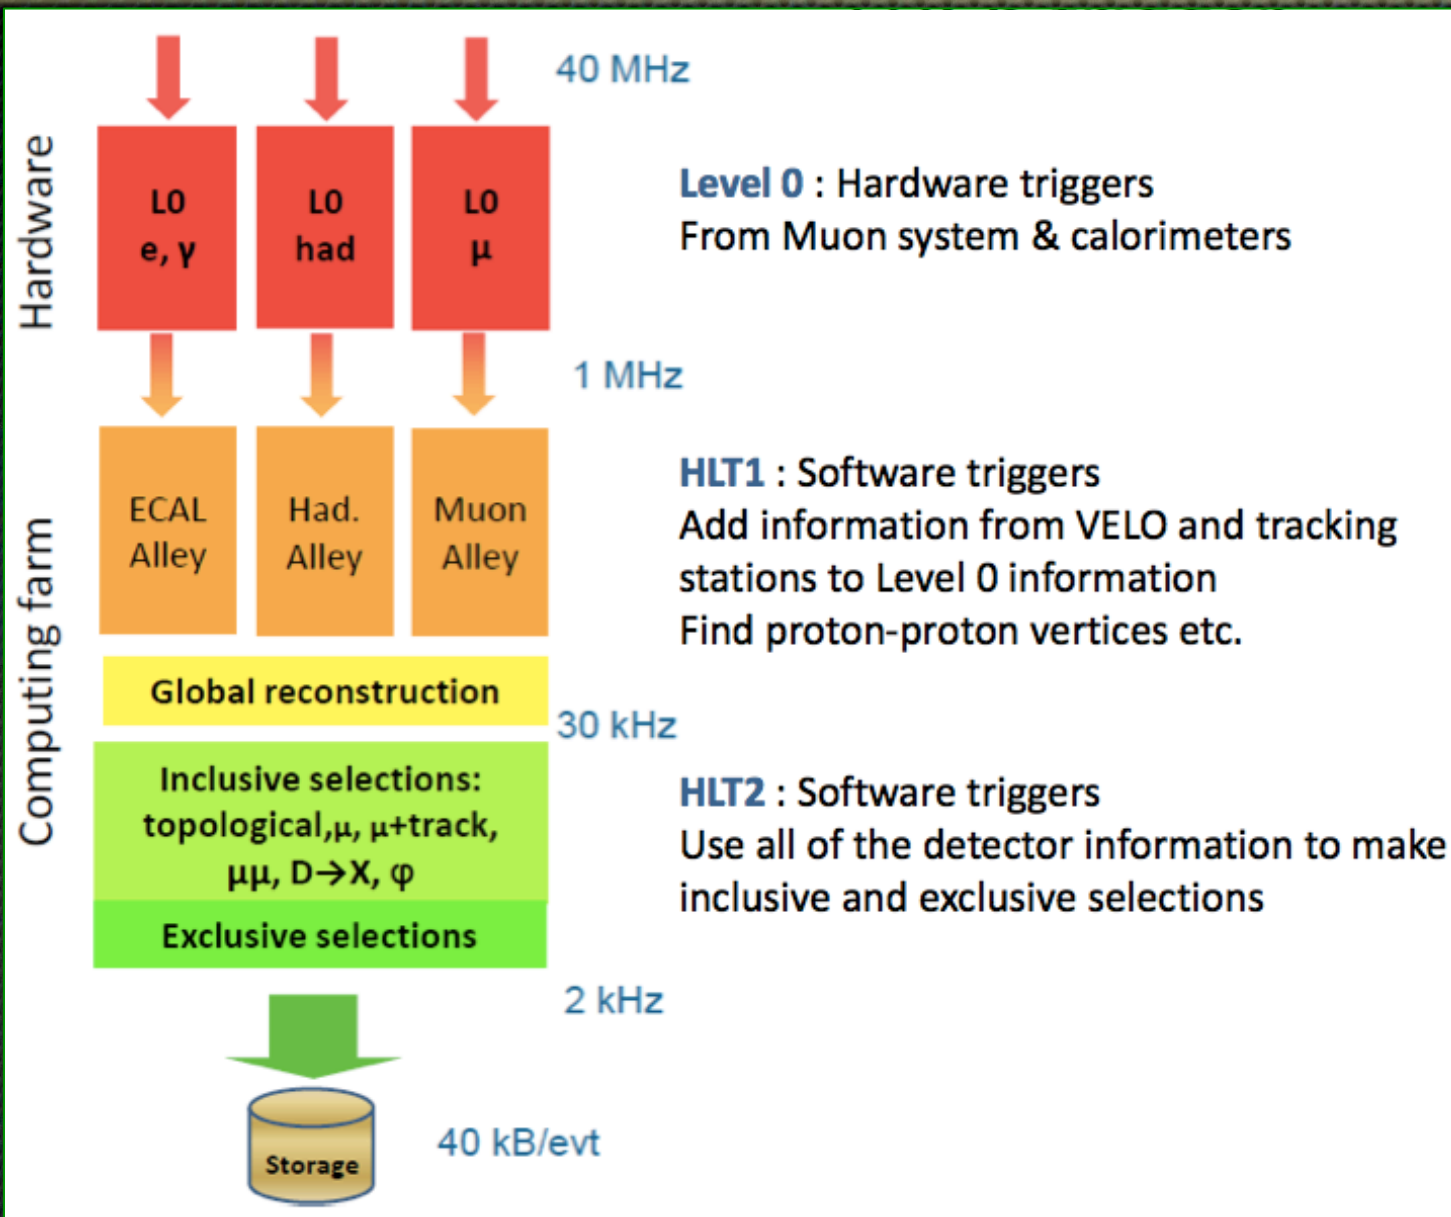 40 MHz
Hardware
L0
e, γ
L0
had
L0
μ
Level 0 : Hardware triggers
From Muon system & calorimeters
1 MHz
Computing farm
ECAL
Alley
Had.
Alley
Muon
Alley
HLT1 : Software triggers
Add information from VELO and tracking
stations to Level 0 information
Find proton-proton vertices etc.
Global reconstruction
30 kHz
Inclusive selections:
topological,μ, μ+track,
μμ, D→X, φ
Exclusive selections
HLT2 : Software triggers
Use all of the detector information to make
inclusive and exclusive selections
2 kHz
Storage
40 kB/evt